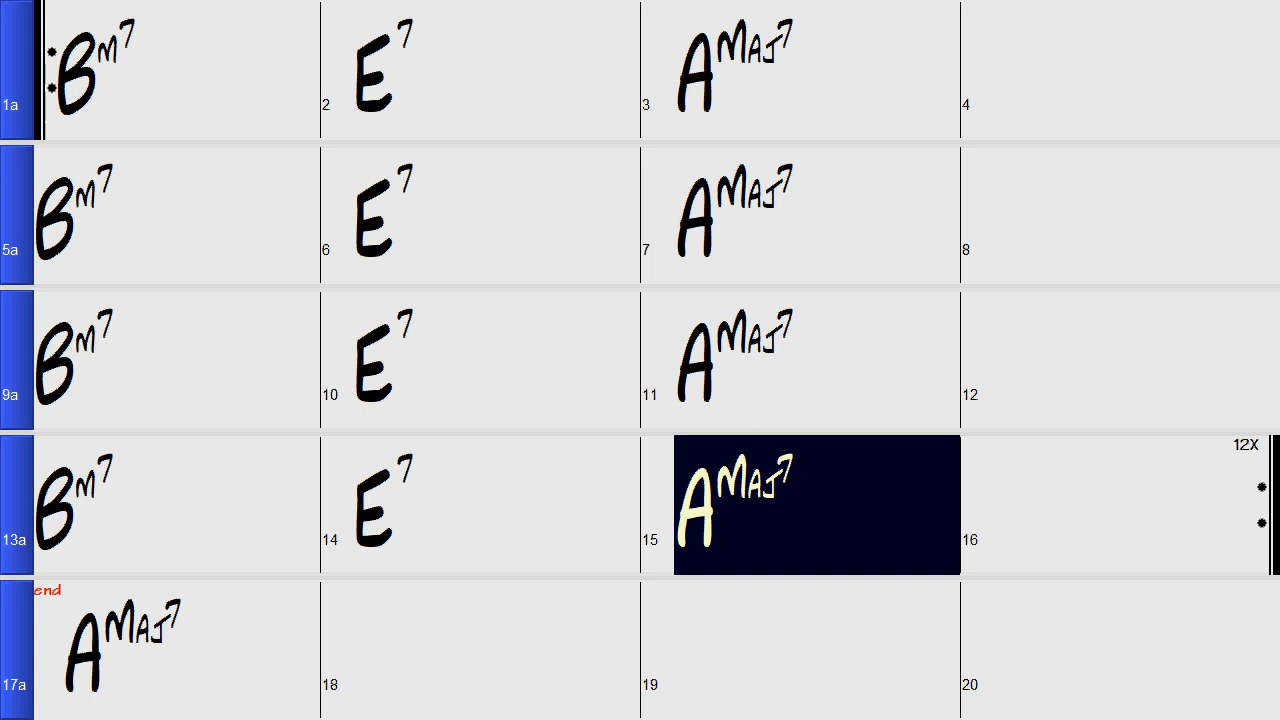 1a BM7 2 E7 3 AMAJ7 4
5a BM7 6 E7 7 AMAJ7 8
9a BM7 10 E7 11 AMAJ7 12
12X
13a BM7 14 E7 15 AMAJ7 16
end
17a AMAJ7 18 19 20